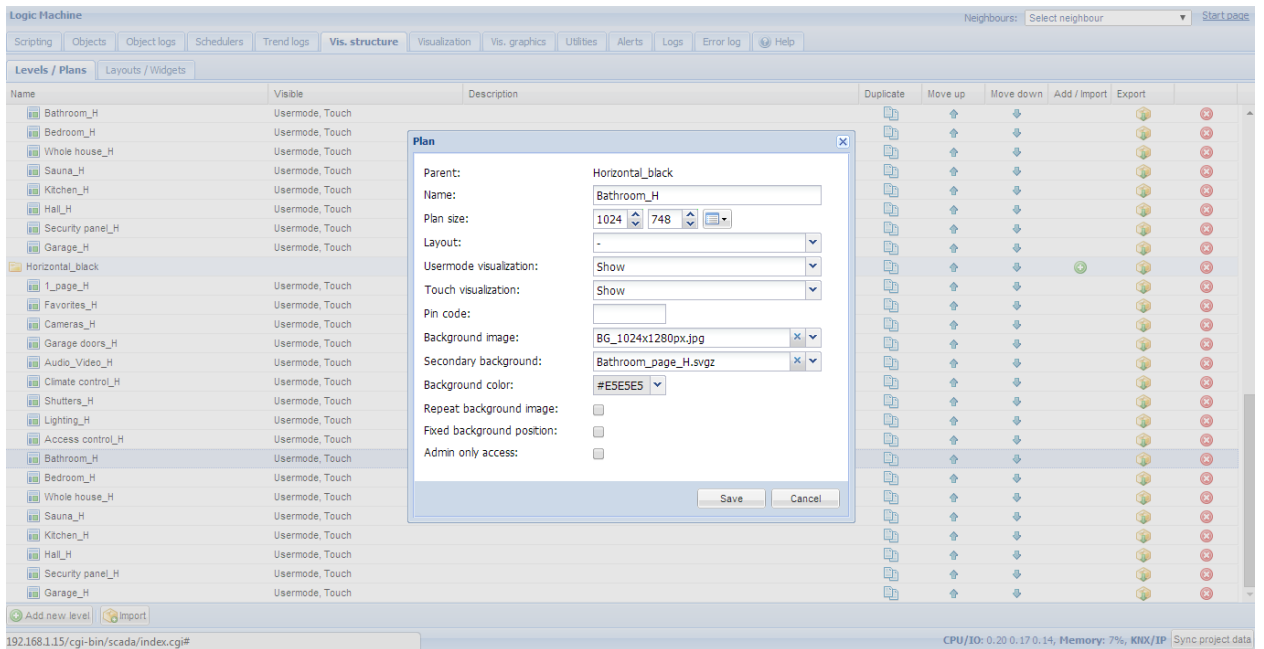 Logic Machine Neighbours: Select neighbour Start page
Scripting Objects Object logs Schedulers Trend logs Vis. structure Visualization Vis. graphics Utilities Alerts Logs Error log Help
Levels / Plans Layouts / Widgets
Name Visible Description Duplicate Move up Move down Add / Import Export
Bathroom_H Usermode, Touch
Bedroom_H Usermode, Touch
Whole house_H Usermode, Touch
Sauna_H Usermode, Touch
Kitchen_H Usermode, Touch
Hall_H Usermode, Touch
Security panel_H Usermode, Touch
Garage_H Usermode, Touch
Horizontal_black
1_page_H Usermode, Touch
Favorites_H Usermode, Touch
Cameras_H Usermode, Touch
Garage doors_H Usermode, Touch
Audio_Video_H Usermode, Touch
Climate control_H Usermode, Touch
Shutters_H Usermode, Touch
Lighting_H Usermode, Touch
Access control_H Usermode, Touch
Bathroom_H Usermode, Touch
Bedroom_H Usermode, Touch
Whole house_H Usermode, Touch
Sauna_H Usermode, Touch
Kitchen_H Usermode, Touch
Hall_H Usermode, Touch
Security panel_H Usermode, Touch
Garage_H Usermode, Touch
Plan
Parent: Horizontal_black
Name: Bathroom_H
Plan size: 1024 748
Layout: -
Usermode visualization: Show
Touch visualization: Show
Pin code:
Background image: BG_1024x1280px.jpg
Secondary background: Bathroom_page_H.svgz
Background color: #E5E5E5
Repeat background image:
Fixed background position:
Admin only access:
Save Cancel
Add new level Import
192.168.1.15/cgi-bin/scada/index.cgi# CPU/IO: 0.20 0.17 0.14, Memory: 7%, KNX/IP Sync project data